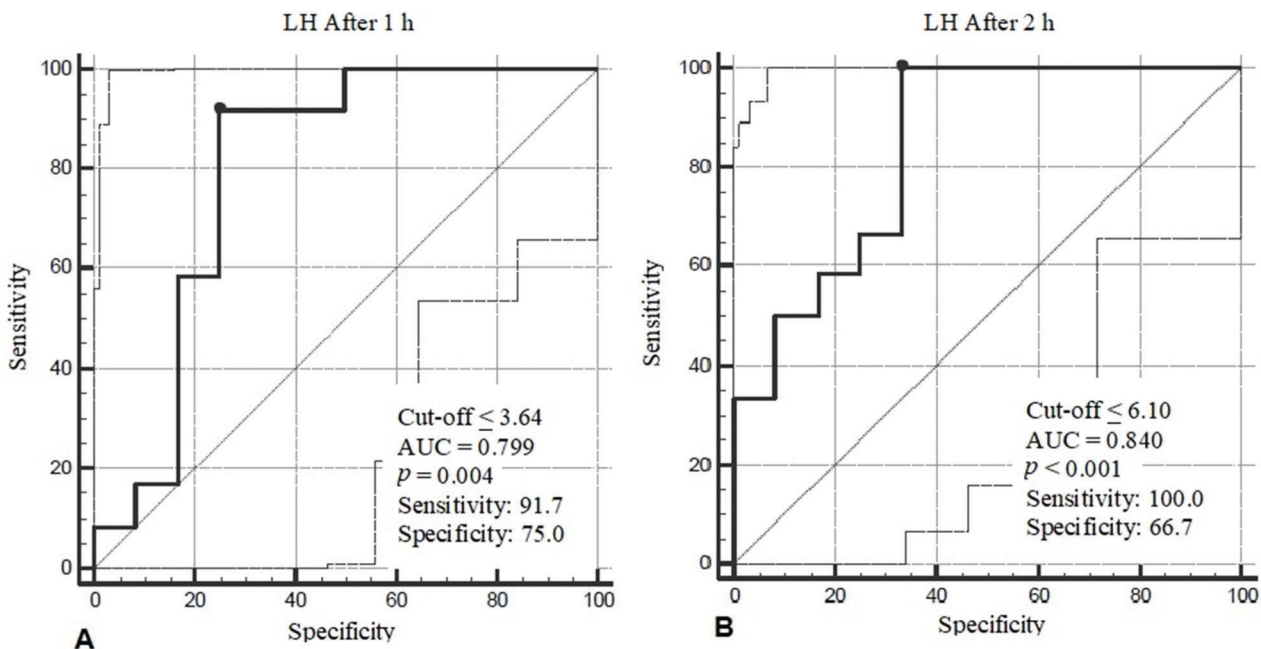 LH After 1 h
100
80
60
40
20
0
Sensitivity
0 20 40 60 80 100
Specificity
Cut-off ≤ 3.64
AUC = 0.799
p = 0.004
Sensitivity: 91.7
Specificity: 75.0
A
LH After 2 h
100
80
60
40
20
0
Sensitivity
0 20 40 60 80 100
Specificity
Cut-off ≤ 6.10
AUC = 0.840
p < 0.001
Sensitivity: 100.0
Specificity: 66.7
B